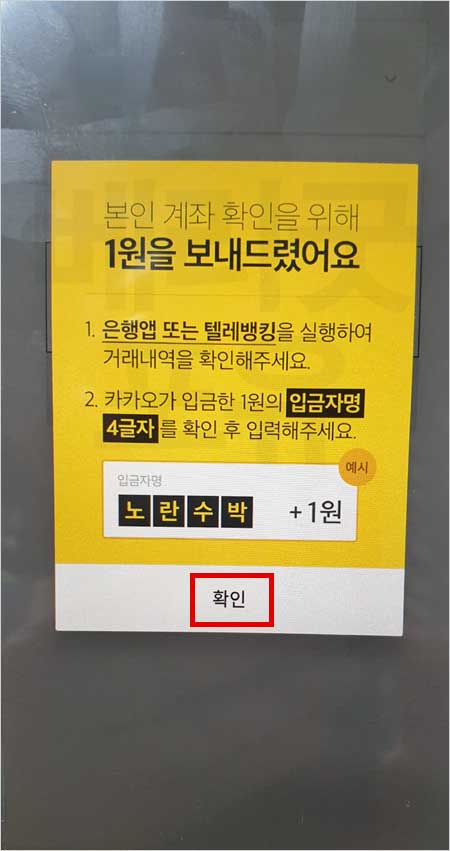 본인 계좌 확인을 위해
1원을 보내드렸어요
1. 은행앱 또는 텔레뱅킹을 실행하여
거래내역을 확인해주세요.
2. 카카오가 입금한 1원의 입금자명
4글자를 확인 후 입력해주세요.
예시
입금자명
노란수박 +1원
확인